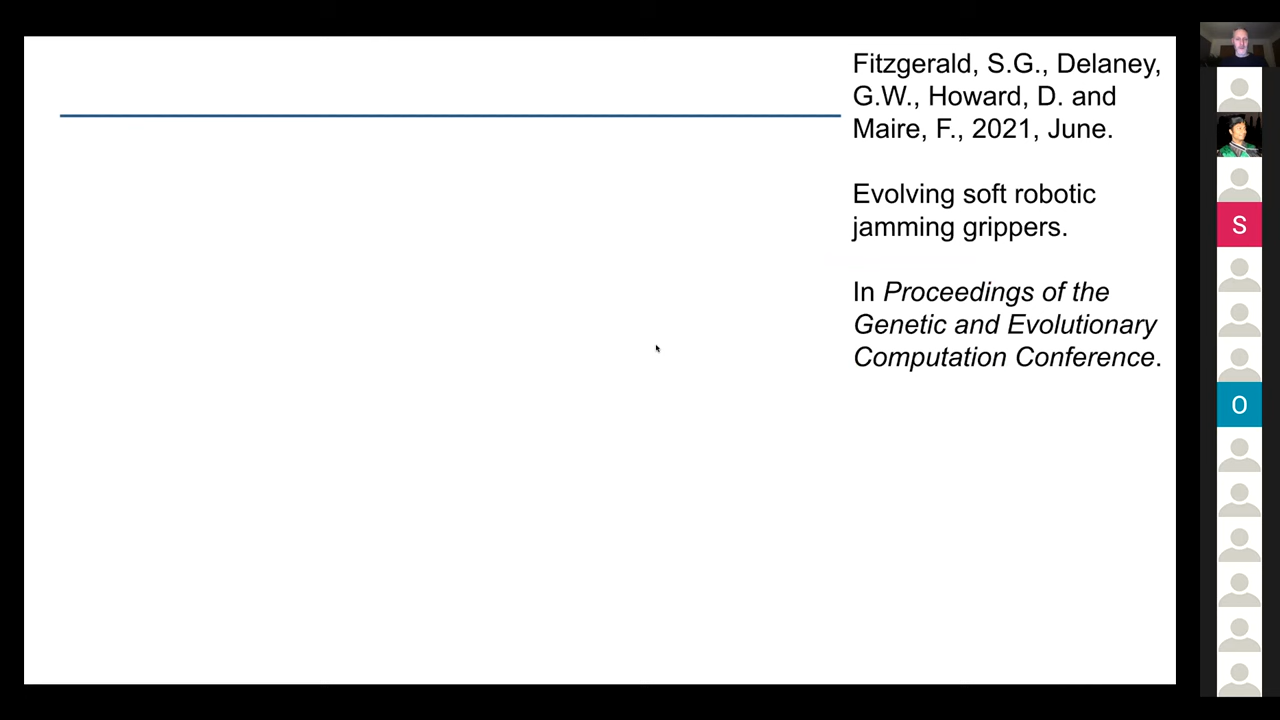 Fitzgerald, S.G., Delaney,
G.W., Howard, D. and
Maire, F., 2021, June.
Evolving soft robotic
jamming grippers.
In Proceedings of the
Genetic and Evolutionary
Computation Conference.
S
O